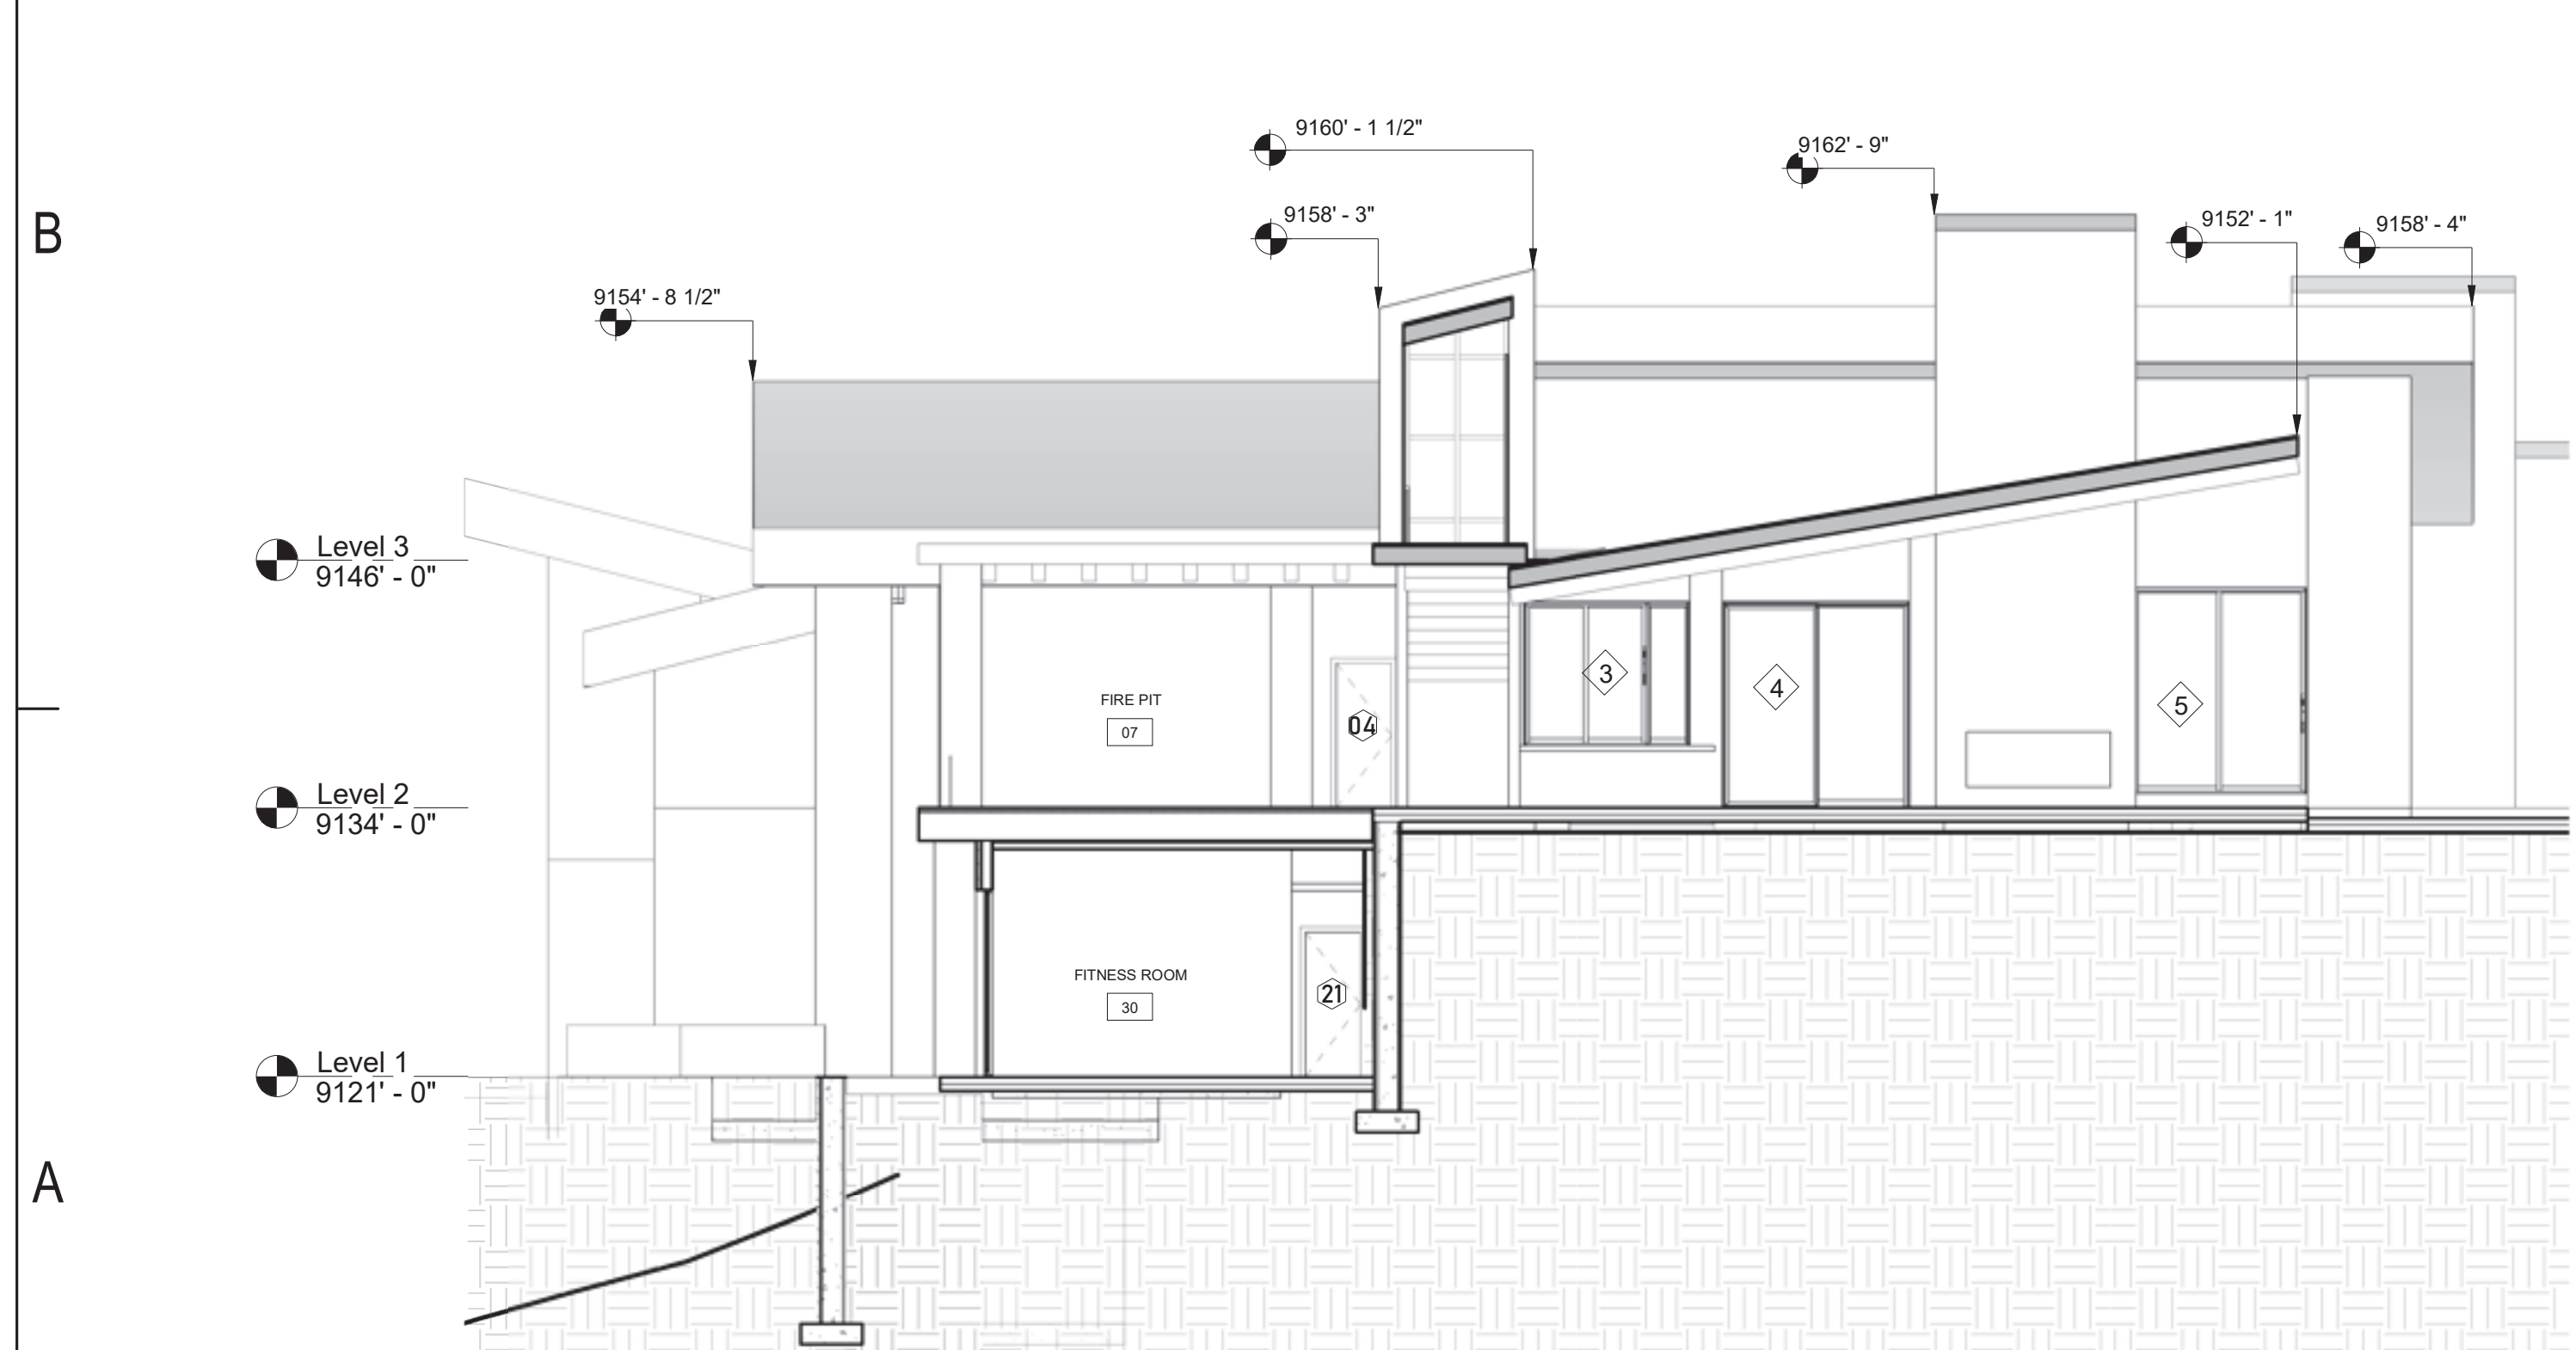 9160' - 1 1/2"
9162' - 9"
B
9158' - 3"
9152' - 1"
9158' - 4"
9154' - 8 1/2"
Level 3
9146' - 0"
3
4
FIRE PIT
5
04
07
Level 2
9134' - 0"
FITNESS ROOM
21
30
Level 1
9121' - 0"
A